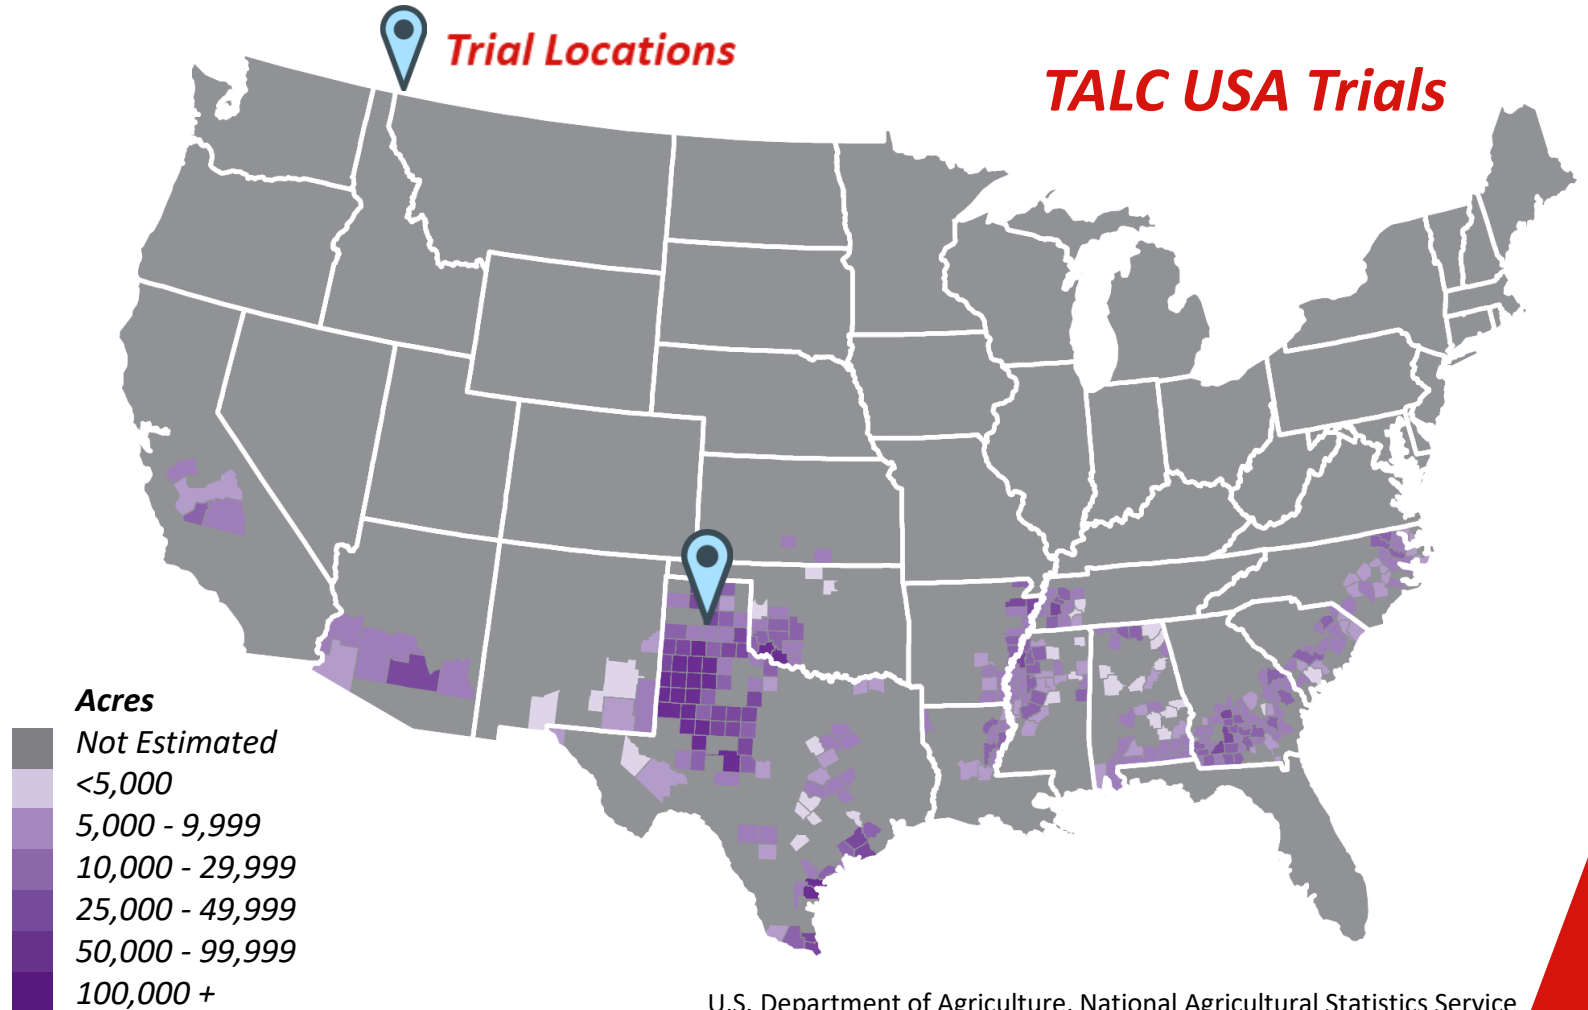 Trial Locations
TALC USA Trials
Acres
Not Estimated
<5,000
5,000 - 9,999
10,000 - 29,999
25,000 - 49,999
50,000 - 99,999
100,000 +
U.S. Department of Agriculture, National Agricultural Statistics Service